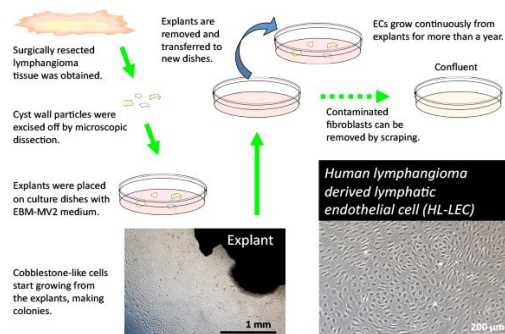 Surgically resected
lymphangioma
tissue was obtained.
Cyst wall particles were
excised off by microscopic
dissection.
Explants were placed
on culture dishes with
EBM-MV2 medium.
Cobblestone-like cells
start growing from
the explants, making
colonies.
Explant
1 mm
Explants are
removed and
transferred to
new dishes.
ECs grow continuously from
explants for more than a year.
Confluent
Contaminated
fibroblasts can be
removed by scraping.
Human lymphangioma
derived lymphatic
endothelial cell (HL-LEC)
200 μm